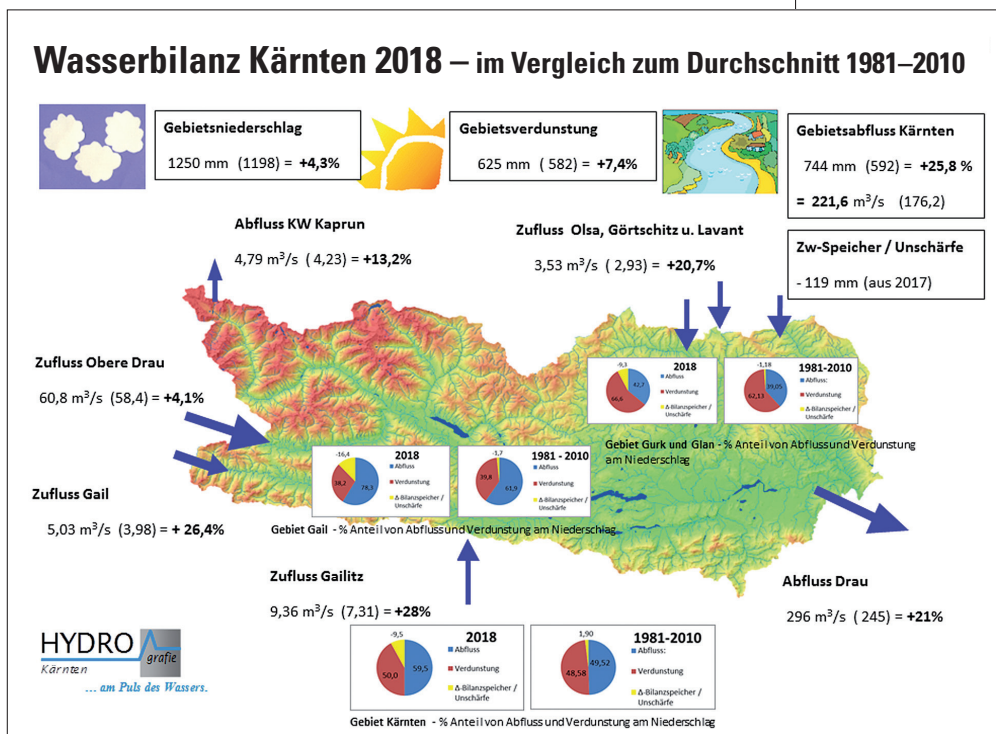 Wasserbilanz Kärnten 2018 – im Vergleich zum Durchschnitt 1981–2010
Gebietsniederschlag
1250 mm (1198) = +4,3%
Gebietsverdunstung
625 mm ( 582) = +7,4%
Gebietsabfluss Kärnten
744 mm (592) = +25,8 %
= 221,6 m³/s (176,2)
Abfluss KW Kaprun
4,79 m³/s ( 4,23) = +13,2%
Zufluss Olsa, Görtschitz u. Lavant
3,53 m³/s ( 2,93) = +20,7%
Zw-Speicher / Unschärfe
- 119 mm (aus 2017)
Zufluss Obere Drau
60,8 m³/s (58,4) = +4,1%
-9,3
42,7
66,6
2018
Abfluss
Verdunstung
Δ-Bilanzspeicher /
Unschärfe
-1,18
39,05
62,13
1981-2010
Abfluss:
Verdunstung
Δ-Bilanzspeicher /
Unschärfe
Gebiet Gurk und Glan - % Anteil von Abfluss und Verdunstung
am Niederschlag
Zufluss Gail
5,03 m³/s (3,98) = + 26,4%
-16,4
38,2
78,3
2018
Abfluss
Verdunstung
Δ-Bilanzspeicher /
Unschärfe
-1,7
39,8
61,9
1981 - 2010
Abfluss
Verdunstung
Δ-Bilanzspeicher /
Unschärfe
Gebiet Gail - % Anteil von Abfluss und Verdunstung am Niederschlag
Zufluss Gailitz
9,36 m³/s (7,31) = +28%
Abfluss Drau
296 m³/s ( 245) = +21%
-9,5
50,0
59,5
2018
Abfluss
Verdunstung
Δ-Bilanzspeicher /
Unschärfe
1,90
48,58
49,52
1981-2010
Abfluss:
Verdunstung
Δ-Bilanzspeicher /
Unschärfe
Gebiet Kärnten - % Anteil von Abfluss und Verdunstung am Niederschlag
HYDRO
grafie
Kärnten
... am Puls des Wassers.